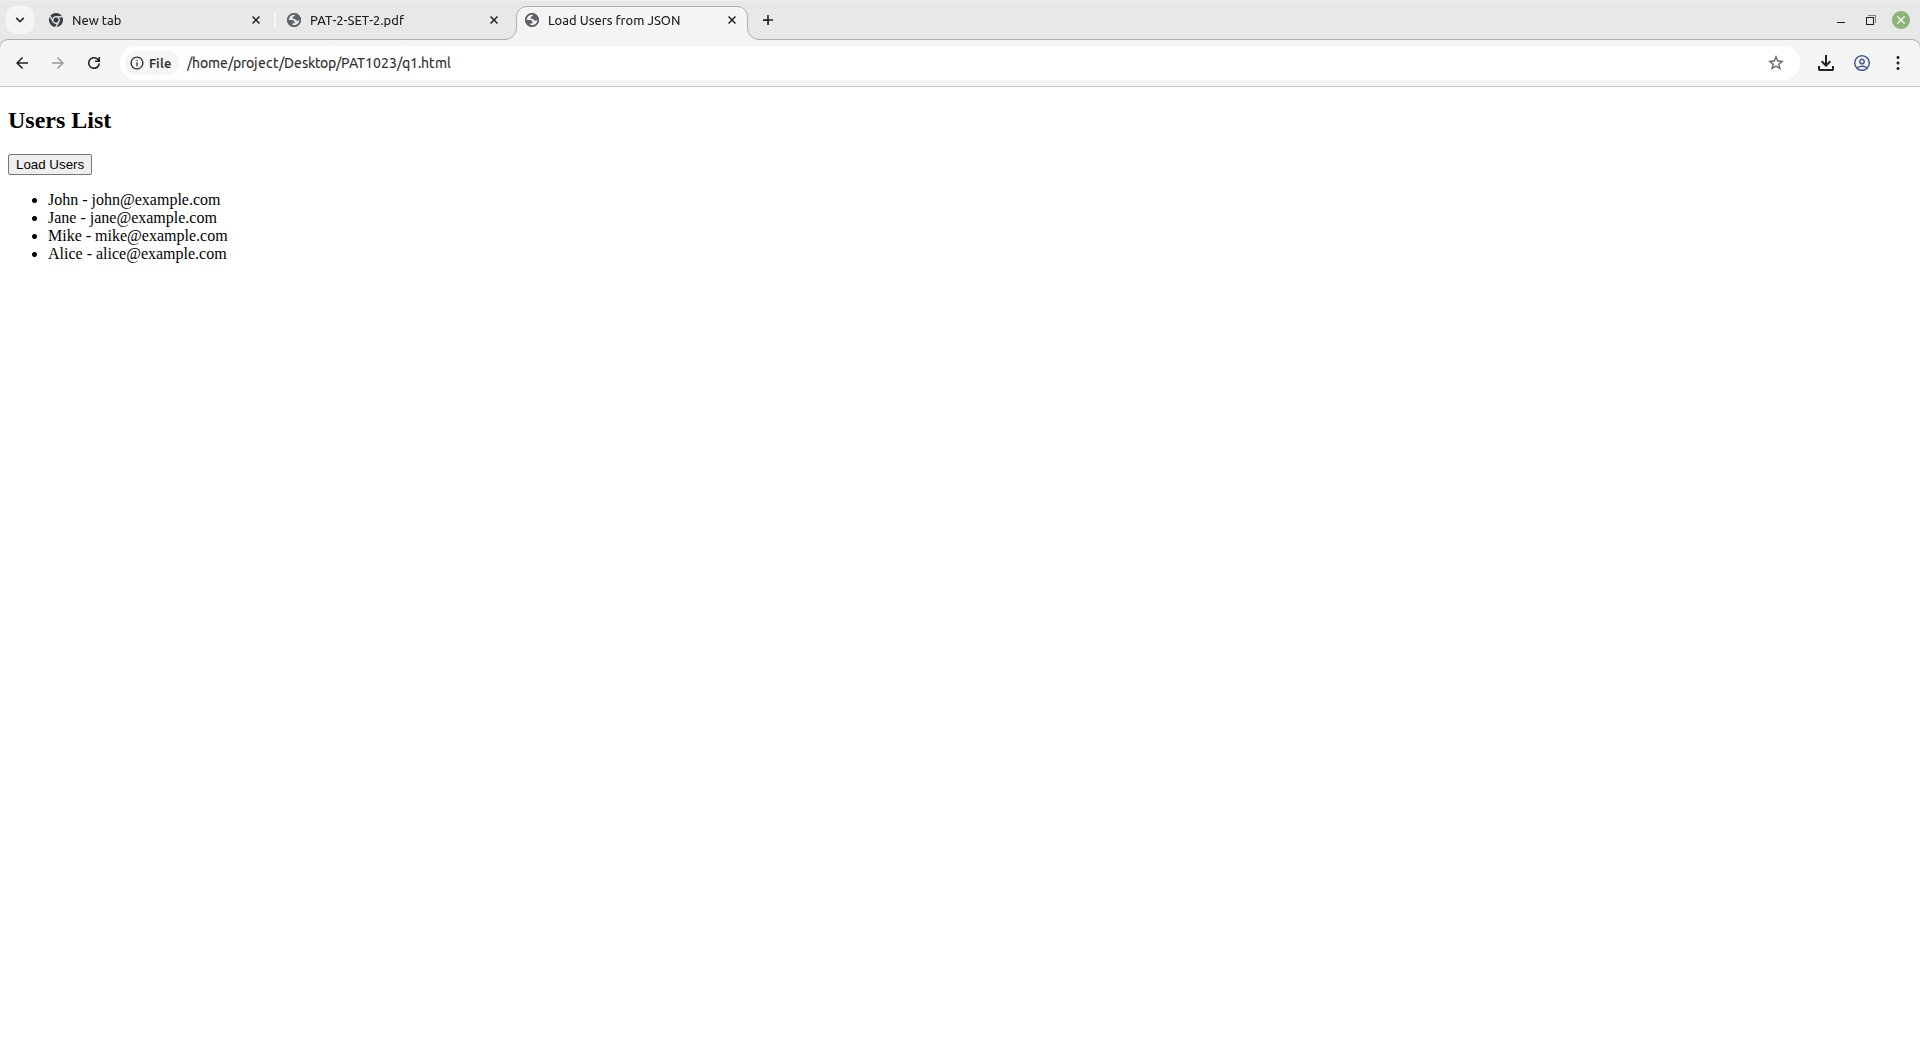 New tab
PAT-2-SET-2.pdf
Load Users from JSON
File /home/project/Desktop/PAT1023/q1.html
Users List
Load Users
John - john@example.com
Jane - jane@example.com
Mike - mike@example.com
Alice - alice@example.com